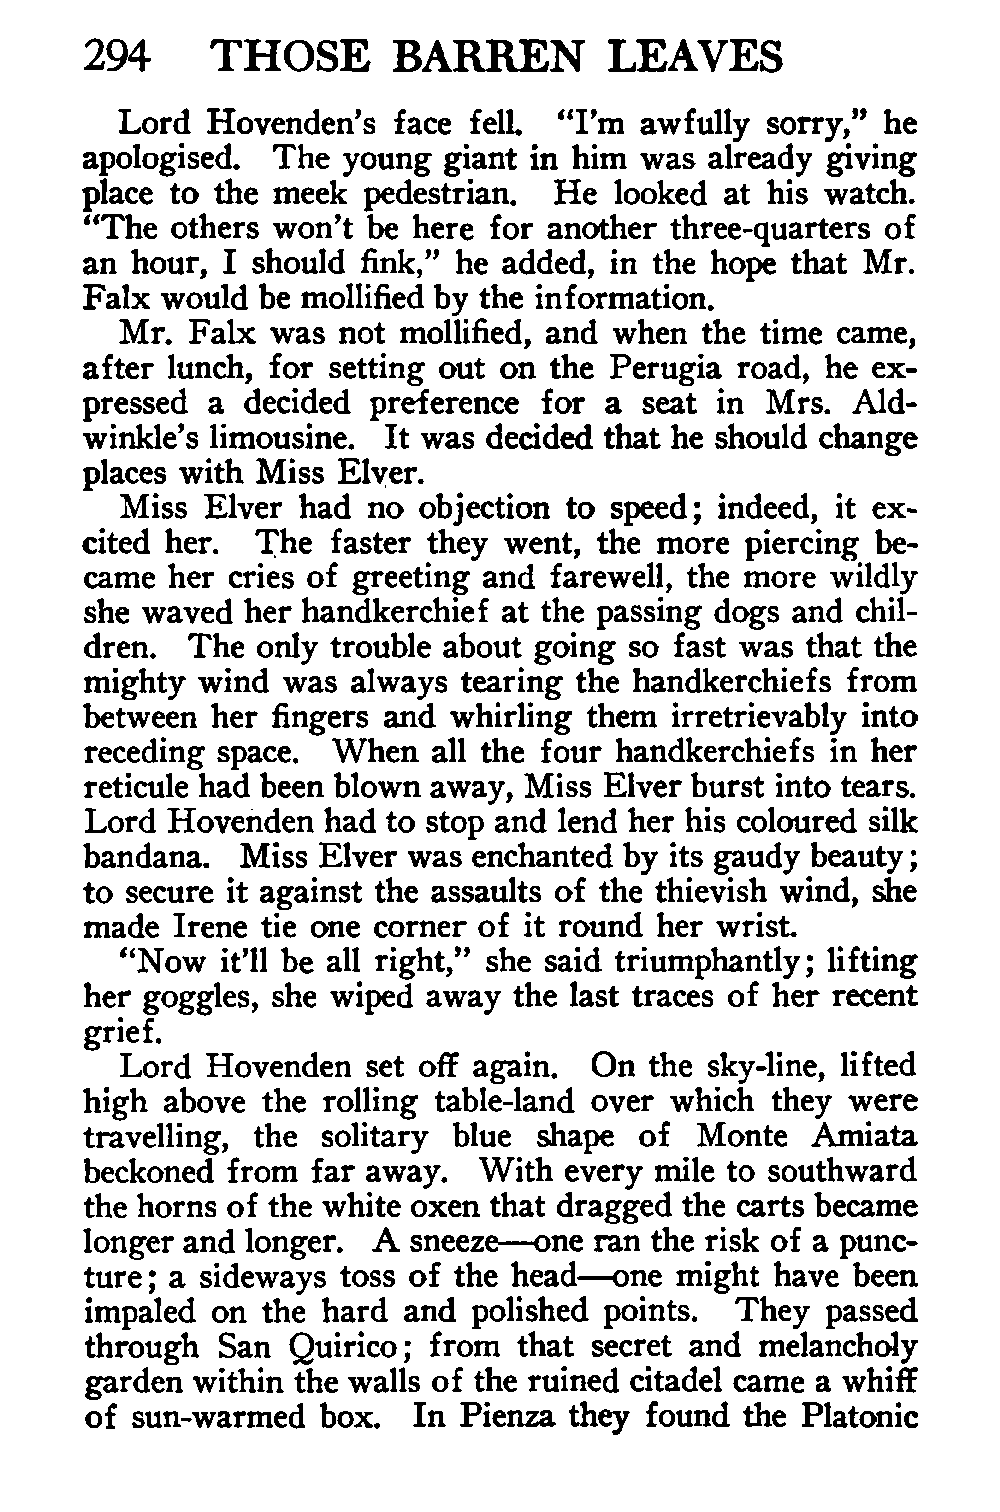 294 THOSE BARREN LEAVES
Lord Hovenden's face fell. "I'm awfully sorry," he
apologised. The young giant in him was already giving
place to the meek pedestrian. He looked at his watch.
"The others won't be here for another three-quarters of
an hour, I should fink," he added, in the hope that Mr.
Falx would be mollified by the information.
Mr. Falx was not mollified, and when the time came,
after lunch, for setting out on the Perugia road, he ex-
pressed a decided preference for a seat in Mrs. Ald-
winkle's limousine. It was decided that he should change
places with Miss Elver.
Miss Elver had no objection to speed; indeed, it ex-
cited her. The faster they went, the more piercing be-
came her cries of greeting and farewell, the more wildly
she waved her handkerchief at the passing dogs and chil-
dren. The only trouble about going so fast was that the
mighty wind was always tearing the handkerchiefs from
between her fingers and whirling them irretrievably into
receding space. When all the four handkerchiefs in her
reticule had been blown away, Miss Elver burst into tears.
Lord Hovenden had to stop and lend her his coloured silk
bandana. Miss Elver was enchanted by its gaudy beauty;
to secure it against the assaults of the thievish wind, she
made Irene tie one corner of it round her wrist.
"Now it'll be all right," she said triumphantly; lifting
her goggles, she wiped away the last traces of her recent
grief.
Lord Hovenden set off again. On the sky-line, lifted
high above the rolling table-land over which they were
travelling, the solitary blue shape of Monte Amiata
beckoned from far away. With every mile to southward
the horns of the white oxen that dragged the carts became
longer and longer. A sneeze—one ran the risk of a punc-
ture; a sideways toss of the head—one might have been
impaled on the hard and polished points. They passed
through San Quirico; from that secret and melancholy
garden within the walls of the ruined citadel came a whiff
of sun-warmed box. In Pienza they found the Platonic